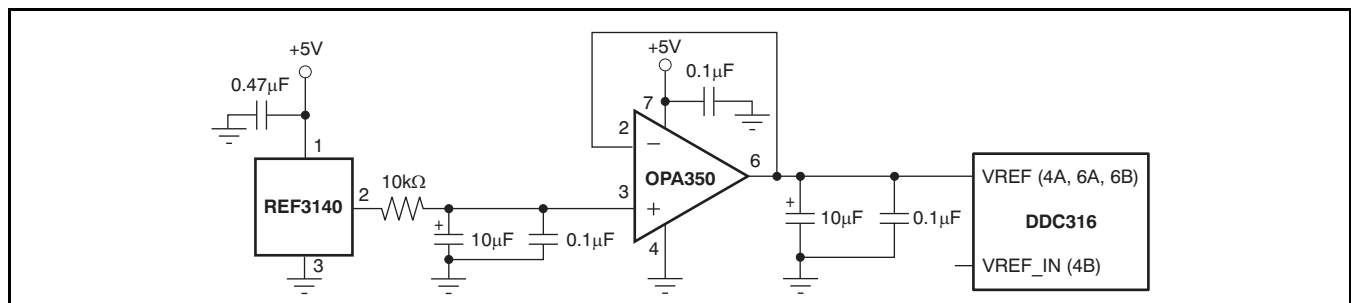 +5V
0.47µF
1
REF3140
2
3
10kΩ
+
10µF
0.1µF
+5V
0.1µF
7
2
−
3
+
OPA350
6
4
+
10µF
0.1µF
VREF (4A, 6A, 6B)
DDC316
VREF_IN (4B)